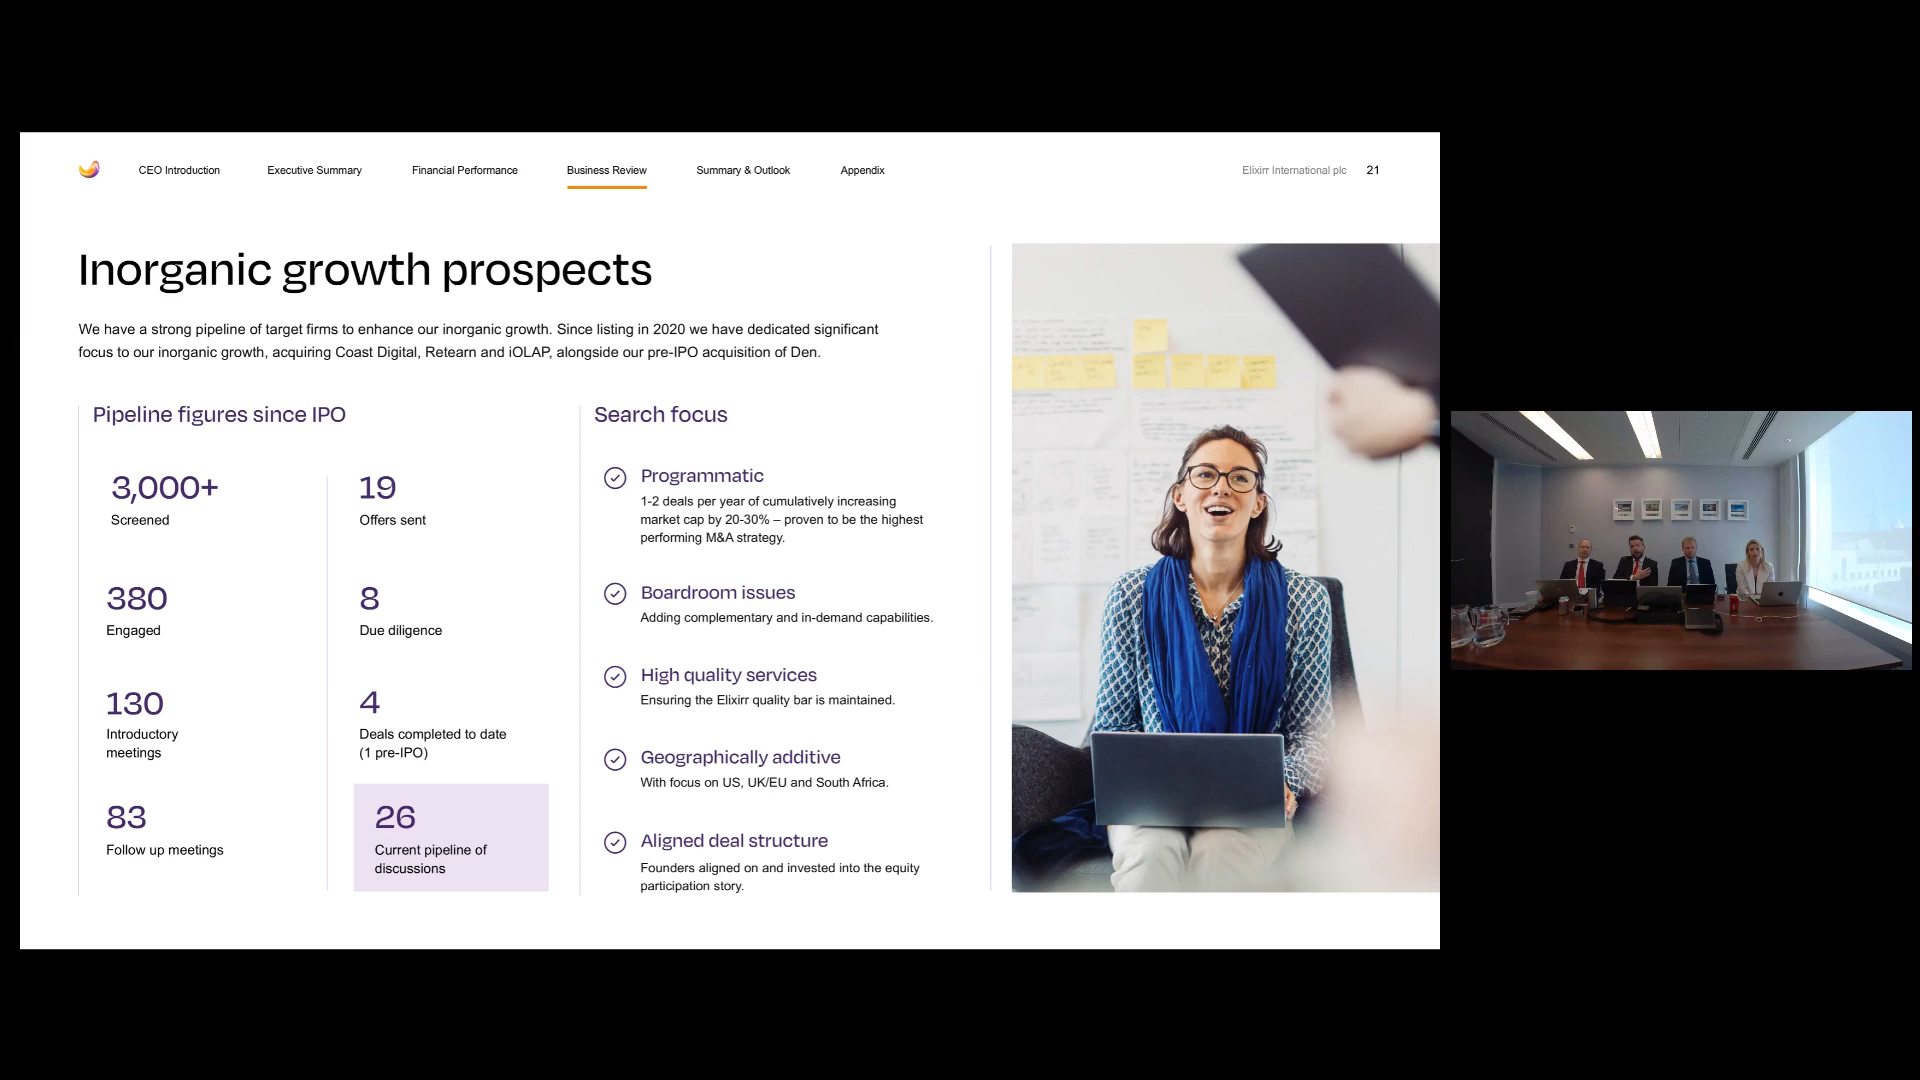 CEO Introduction
Executive Summary
Financial Performance
Business Review
Summary & Outlook
Appendix
Elixirr International plc 21
Inorganic growth prospects
We have a strong pipeline of target firms to enhance our inorganic growth. Since listing in 2020 we have dedicated significant
focus to our inorganic growth, acquiring Coast Digital, Retearn and iOLAP, alongside our pre-IPO acquisition of Den.
Pipeline figures since IPO
3,000+
Screened
380
Engaged
130
Introductory
meetings
83
Follow up meetings
19
Offers sent
8
Due diligence
4
Deals completed to date
(1 pre-IPO)
26
Current pipeline of
discussions
Search focus
Programmatic
1-2 deals per year of cumulatively increasing
market cap by 20-30% – proven to be the highest
performing M&A strategy.
Boardroom issues
Adding complementary and in-demand capabilities.
High quality services
Ensuring the Elixirr quality bar is maintained.
Geographically additive
With focus on US, UK/EU and South Africa.
Aligned deal structure
Founders aligned on and invested into the equity
participation story.